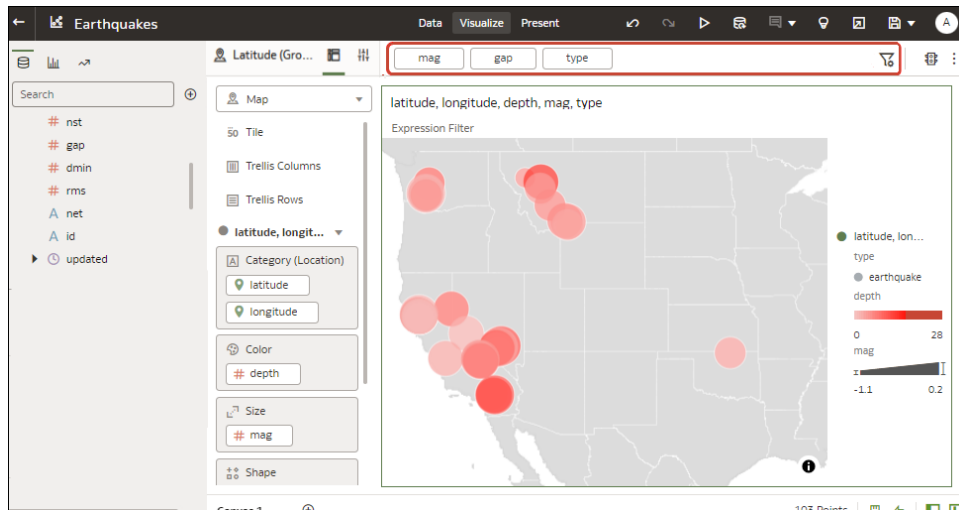 Earthquakes
Data Visualize Present
A
Latitude (Gro...
mag gap type
Search
nst
gap
dmin
rms
A net
A id
updated
Map
50 Tile
Trellis Columns
Trellis Rows
latitude, longit...
A Category (Location)
latitude
longitude
Color
# depth
Size
# mag
Shape
latitude, longitude, depth, mag, type
Expression Filter
latitude, lon...
type
earthquake
depth
0 28
mag
-1.1 0.2
Canvas 1
103 Points